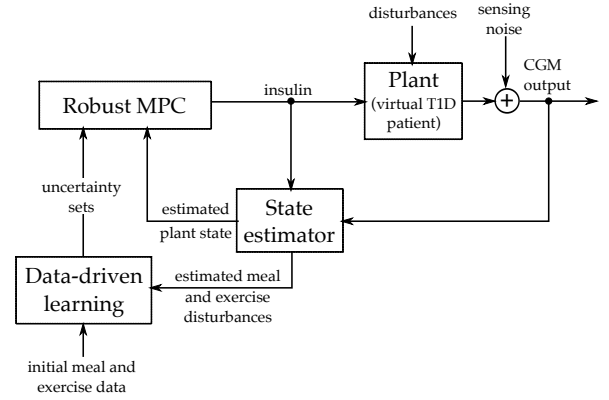 disturbances
sensing
noise
Plant
(virtual T1D
patient)
CGM
output
+
Robust MPC
insulin
uncertainty
sets
estimated
plant state
State
estimator
Data-driven
learning
estimated meal
and exercise
disturbances
initial meal and
exercise data